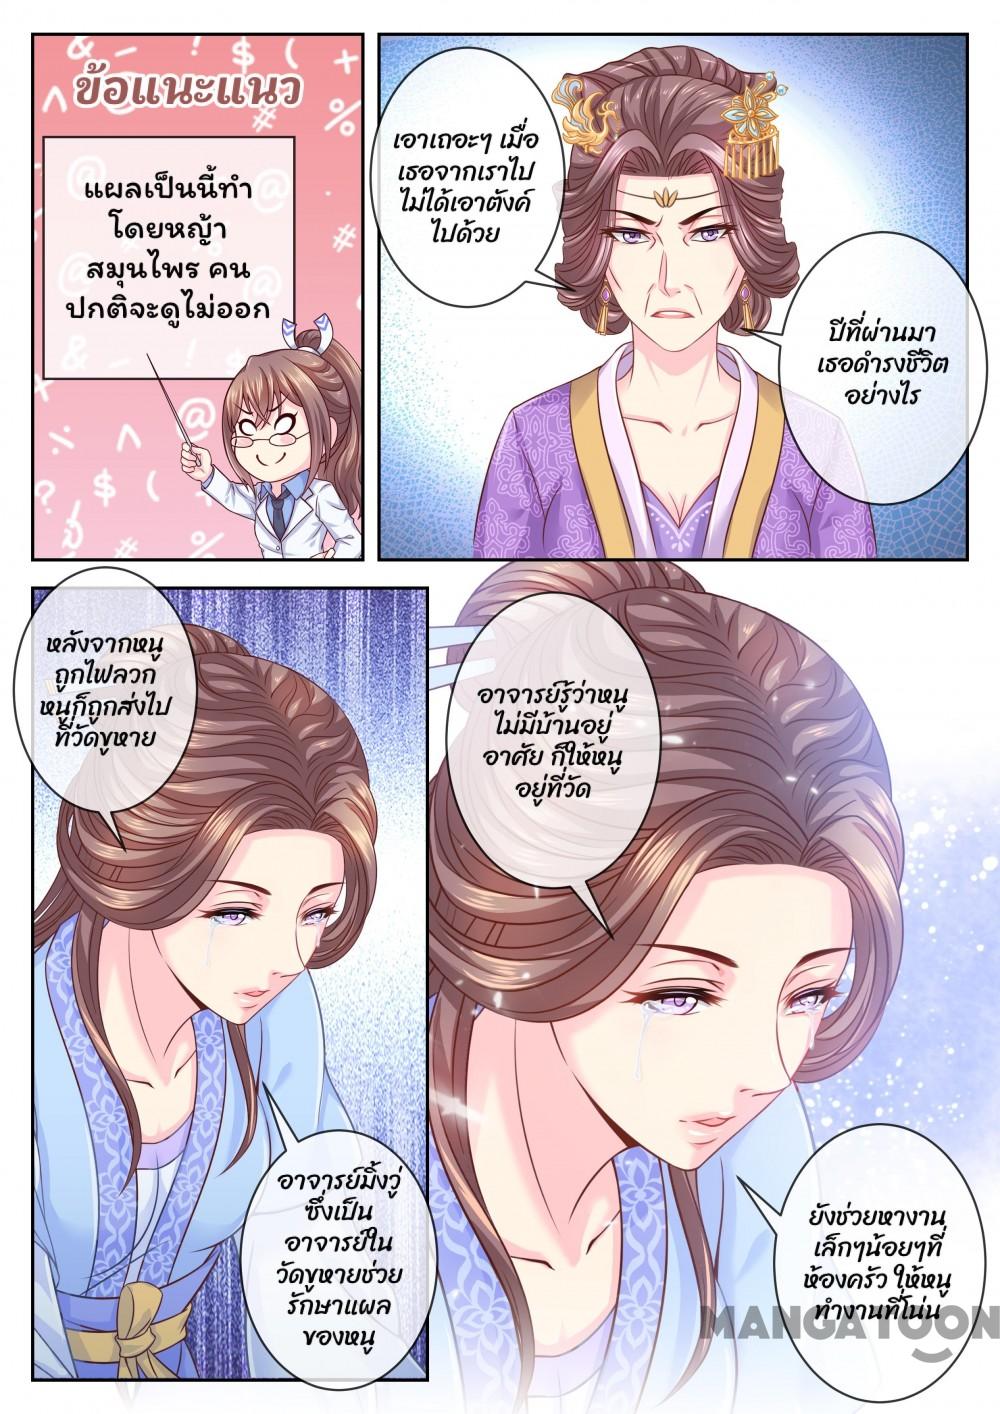 ข้อแนะแนว
แผลเป็นนี้ทำ
โดยหญ้า
สมุนไพร คน
ปกติจะดูไม่ออก
เอาเถอะๆ เมื่อ
เธอจากเราไป
ไม่ได้เอาตังค์
ไปด้วย
ปีที่ผ่านมา
เธอดำรงชีวิต
อย่างไร
หลังจากหนู
ถูกไฟลวก
หนูก็ถูกส่งไป
ที่วัดขูหาย
อาจารย์มิ้งวู่
ซึ่งเป็น
อาจารย์ใน
วัดขูหายช่วย
รักษาแผล
ของหนู
อาจารย์รู้ว่าหนู
ไม่มีบ้านอยู่
อาศัย ก็ให้หนู
อยู่ที่วัด
ยังช่วยหางาน
เล็กๆน้อยๆที่
ห้องครัว ให้หนู
ทำงานที่โน่น
MANGATOON